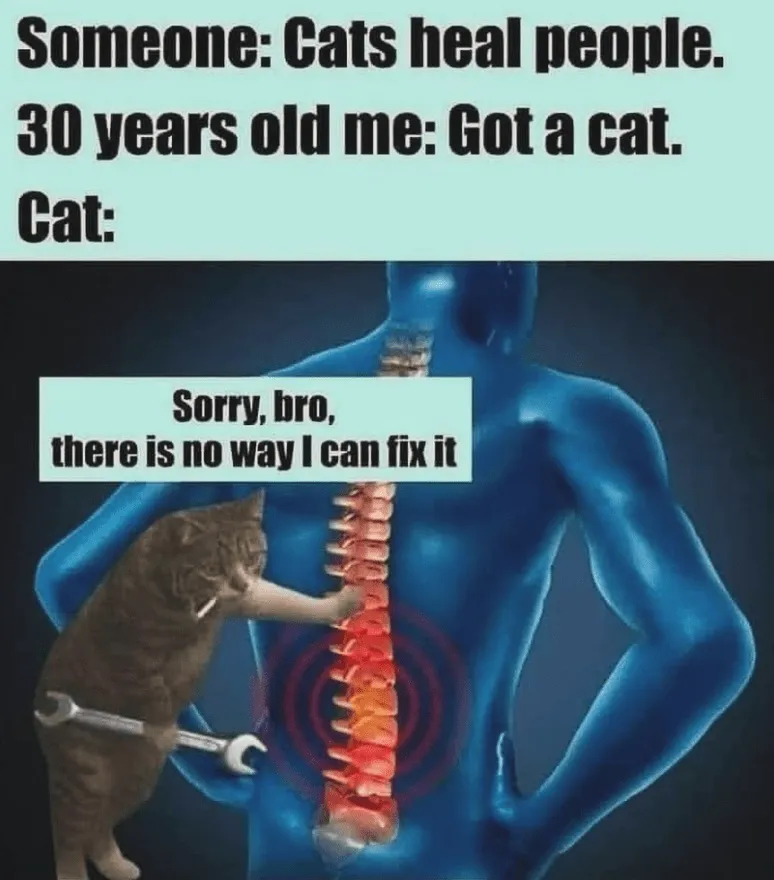 Someone: Cats heal people.
30 years old me: Got a cat.
Cat:
Sorry, bro,
there is no way I can fix it